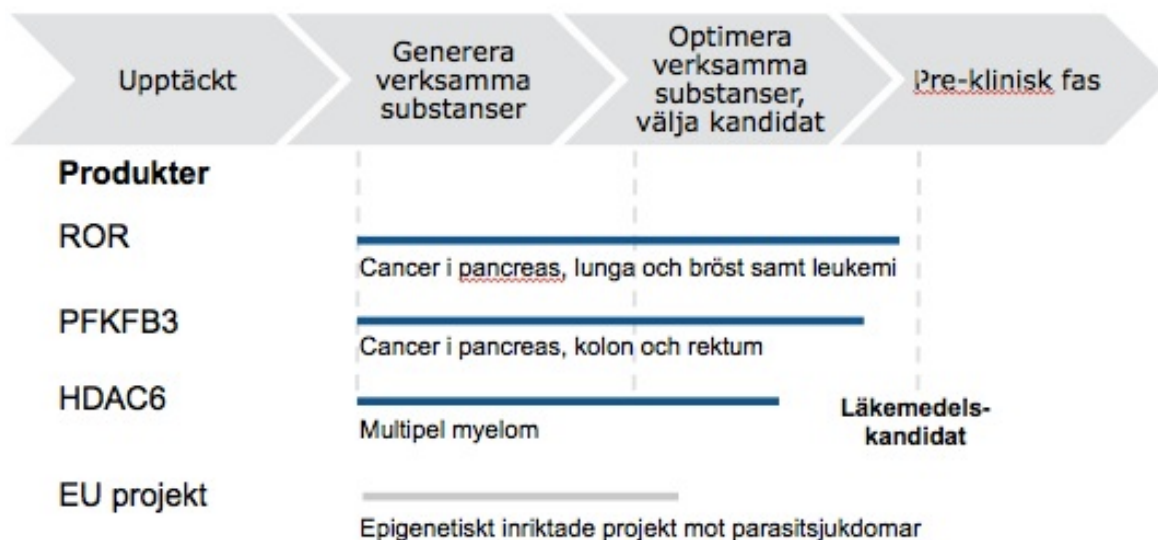 Upptäckt
Generera
verksamma
substanser
Optimera
verksamma
substanser,
välja kandidat
Pre-klinisk fas
Produkter
ROR
Cancer i pancreas, lunga och bröst samt leukemi
PFKFB3
Cancer i pancreas, kolon och rektum
HDAC6
Multipel myelom
Läkemedels-
kandidat
EU projekt
Epigenetiskt inriktade projekt mot parasitsjukdomar